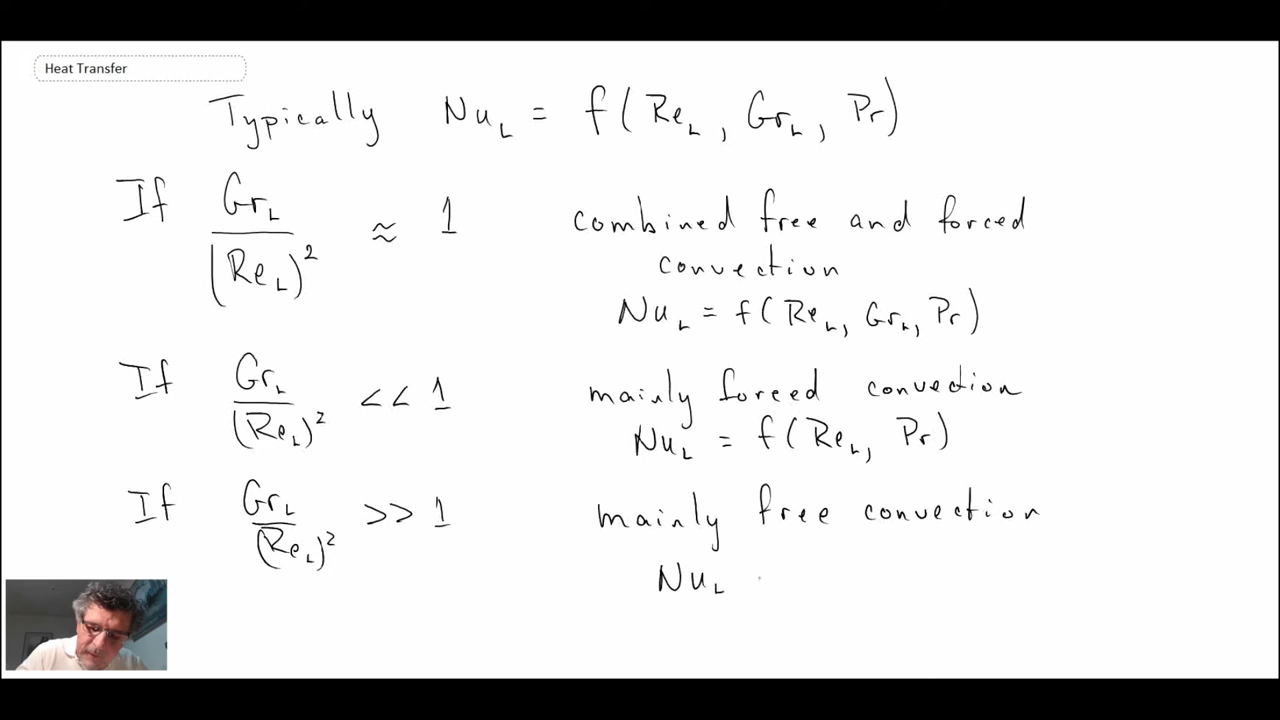 Heat Transfer
Typically Nu_L = f(Re_L, Gr_L, Pr)
If Gr_L/(Re_L)² ≈ 1 combined free and forced
convection
Nu_L = f(Re_L, Gr_L, Pr)
If Gr_L/(Re_L)² << 1 mainly forced convection
Nu_L = f(Re_L, Pr)
If Gr_L/(Re_L)² >> 1 mainly free convection
Nu_L